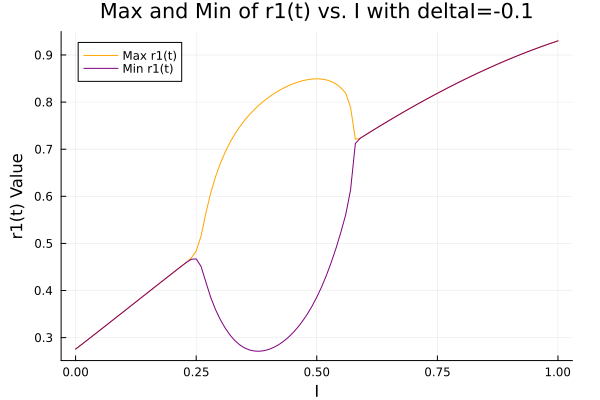 Max and Min of r1(t) vs. I with deltaI=-0.1
Max r1(t)
Min r1(t)
r1(t) Value
0.9
0.8
0.7
0.6
0.5
0.4
0.3
0.00 0.25 0.50 0.75 1.00
I